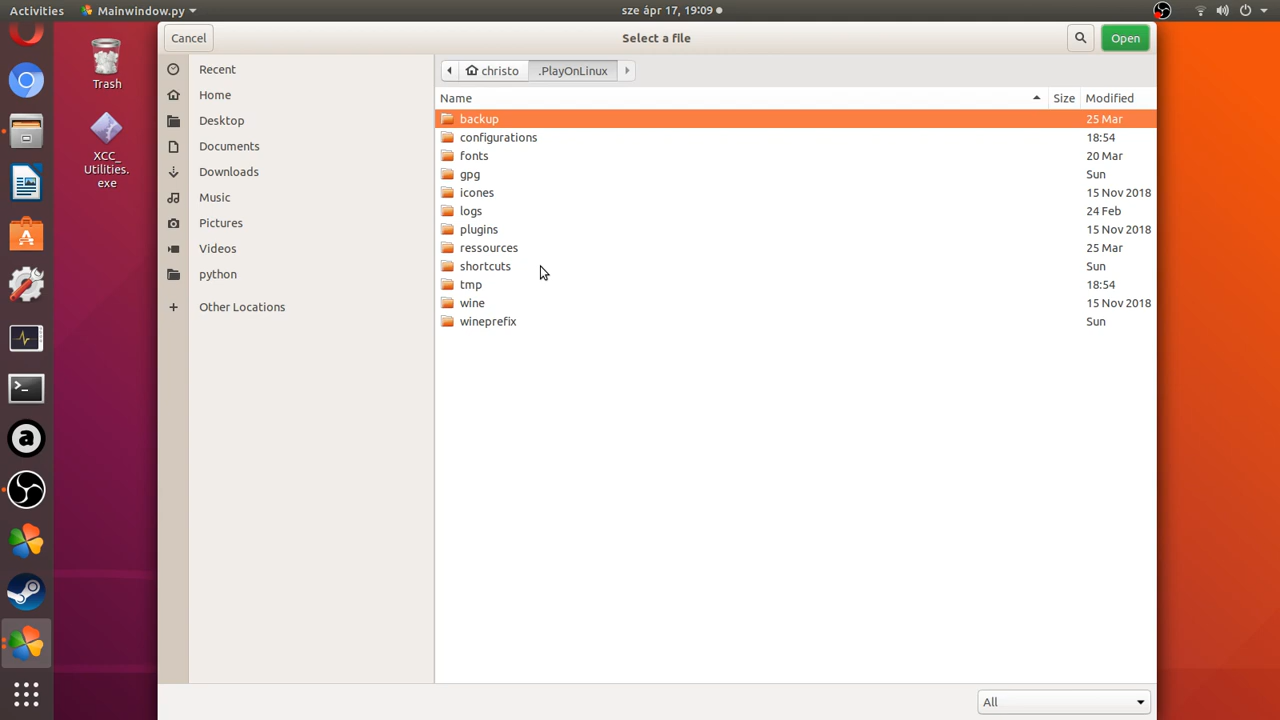 Activities Mainwindow.py sze ápr 17, 19:09
Cancel Select a file Open
Trash
XCC_
Utilities.
exe
Recent
Home
Desktop
Documents
Downloads
Music
Pictures
Videos
python
Other Locations
christo .PlayOnLinux
Name Size Modified
backup 25 Mar
configurations 18:54
fonts 20 Mar
gpg Sun
icones 15 Nov 2018
logs 24 Feb
plugins 15 Nov 2018
ressources 25 Mar
shortcuts Sun
tmp 18:54
wine 15 Nov 2018
wineprefix Sun
All